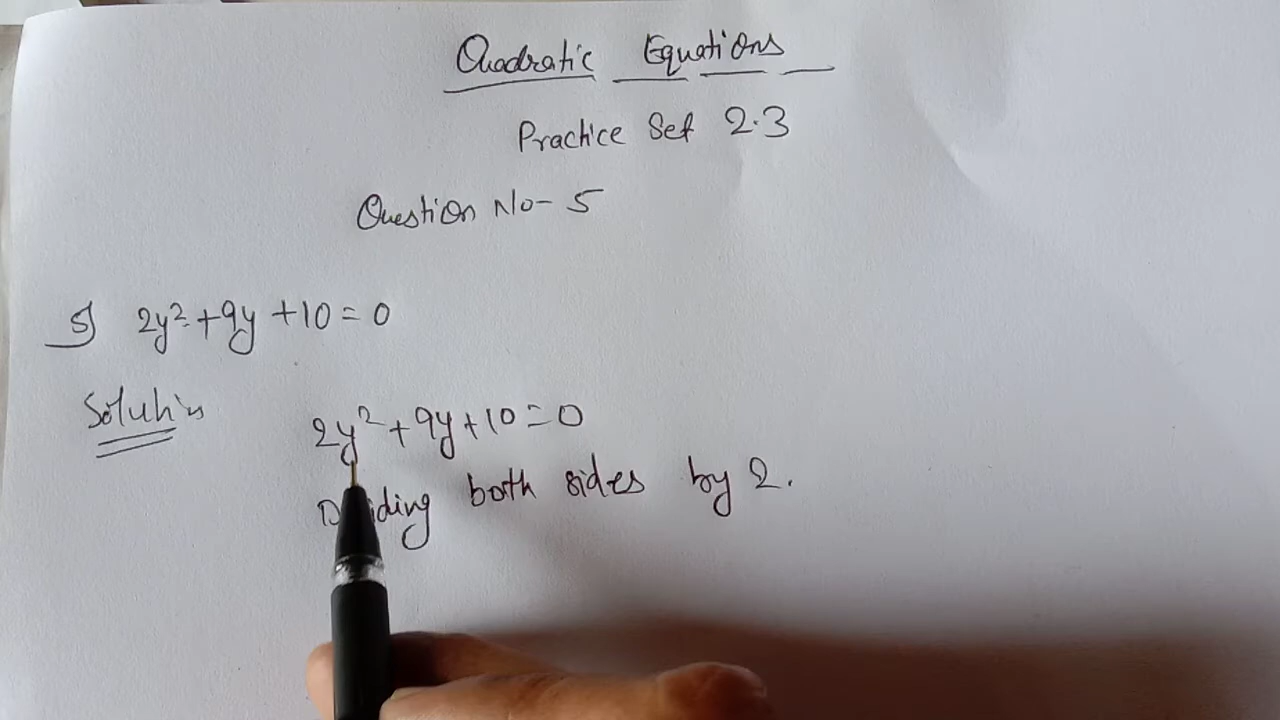 Quadratic Equations
Practice Set 2.3
Question No- 5
5) 2y²+9y+10=0
Solution
2y²+9y+10=0
both sides by 2.